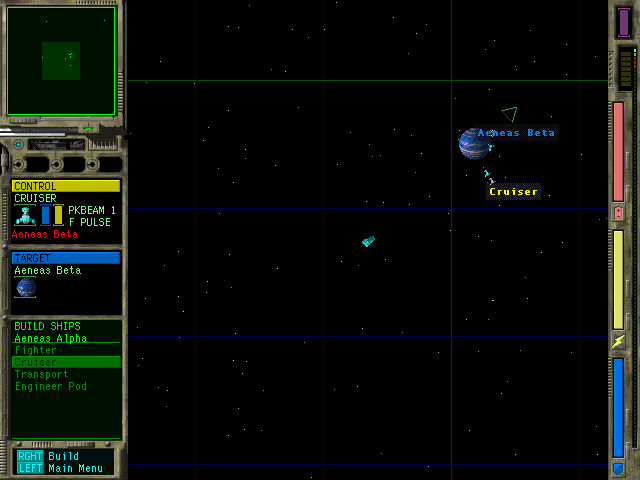 CONTROL
CRUISER
PKBEAM 1
F PULSE
Aeneas Beta
TARGET
Aeneas Beta
BUILD SHIPS
Aeneas Alpha
Fighter
Cruiser
Transport
Engineer Pod
RGHT Build
LEFT Main Menu
Aeneas Beta
Cruiser